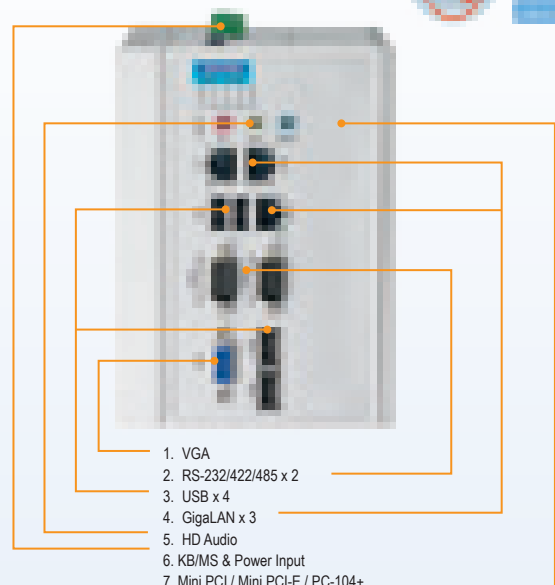 1. VGA
2. RS-232/422/485 x 2
3. USB x 4
4. GigaLAN x 3
5. HD Audio
6. KB/MS & Power Input
7. Mini PCI / Mini PCI-E / PC-104+